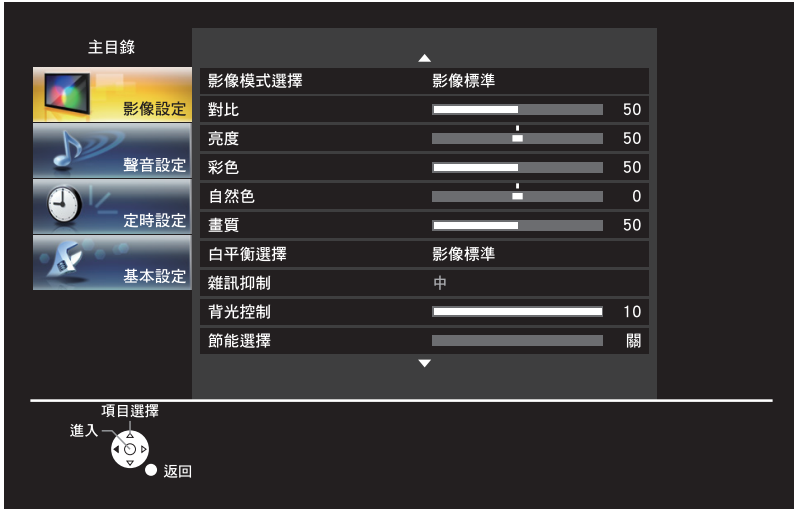 主目錄
影像設定
聲音設定
定時設定
基本設定
影像模式選擇 影像標準
對比 50
亮度 50
彩色 50
自然色 0
畫質 50
白平衡選擇 影像標準
雜訊抑制 中
背光控制 10
節能選擇 關
項目選擇
進入
返回